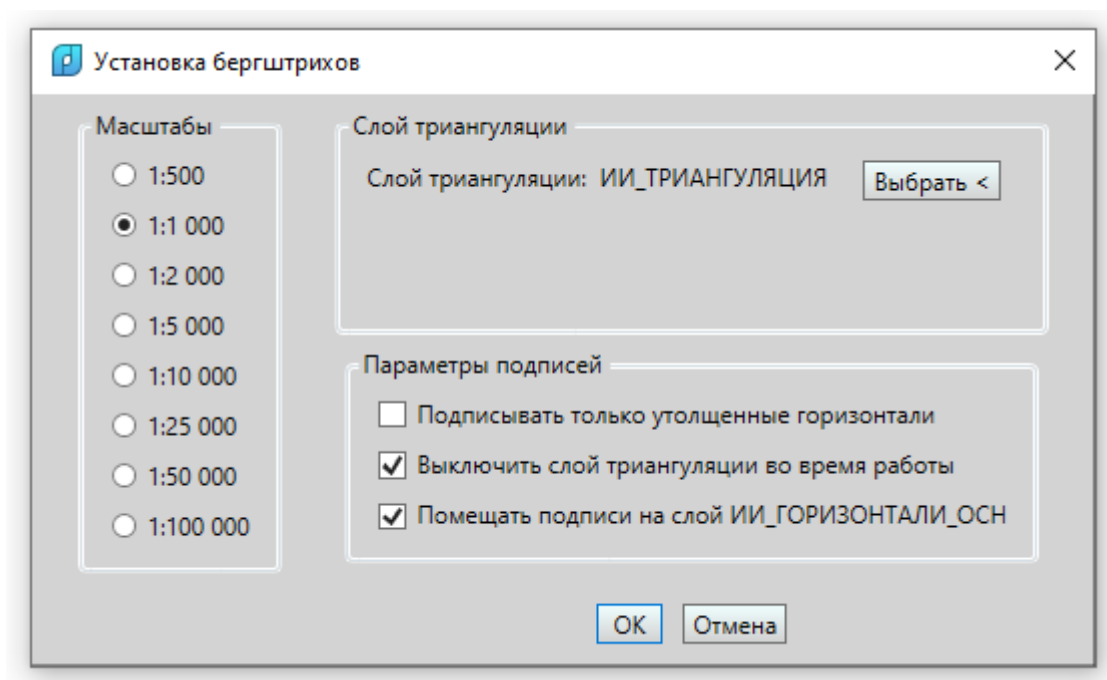 Установка бергштрихов
Масштабы
1:500
1:1 000
1:2 000
1:5 000
1:10 000
1:25 000
1:50 000
1:100 000
Слой триангуляции
Слой триангуляции: ИИ_ТРИАНГУЛЯЦИЯ
Выбрать <
Параметры подписей
Подписывать только утолщенные горизонтали
Выключить слой триангуляции во время работы
Помещать подписи на слой ИИ_ГОРИЗОНТАЛИ_ОСН
ОК
Отмена